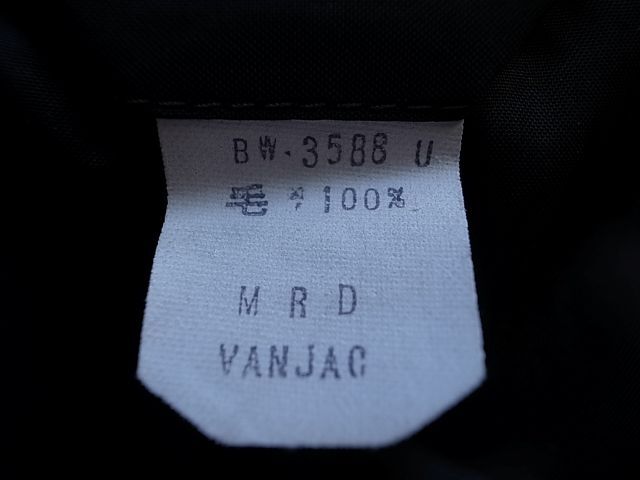 BW.3588 U
毛 100%
M R D
VANJAC